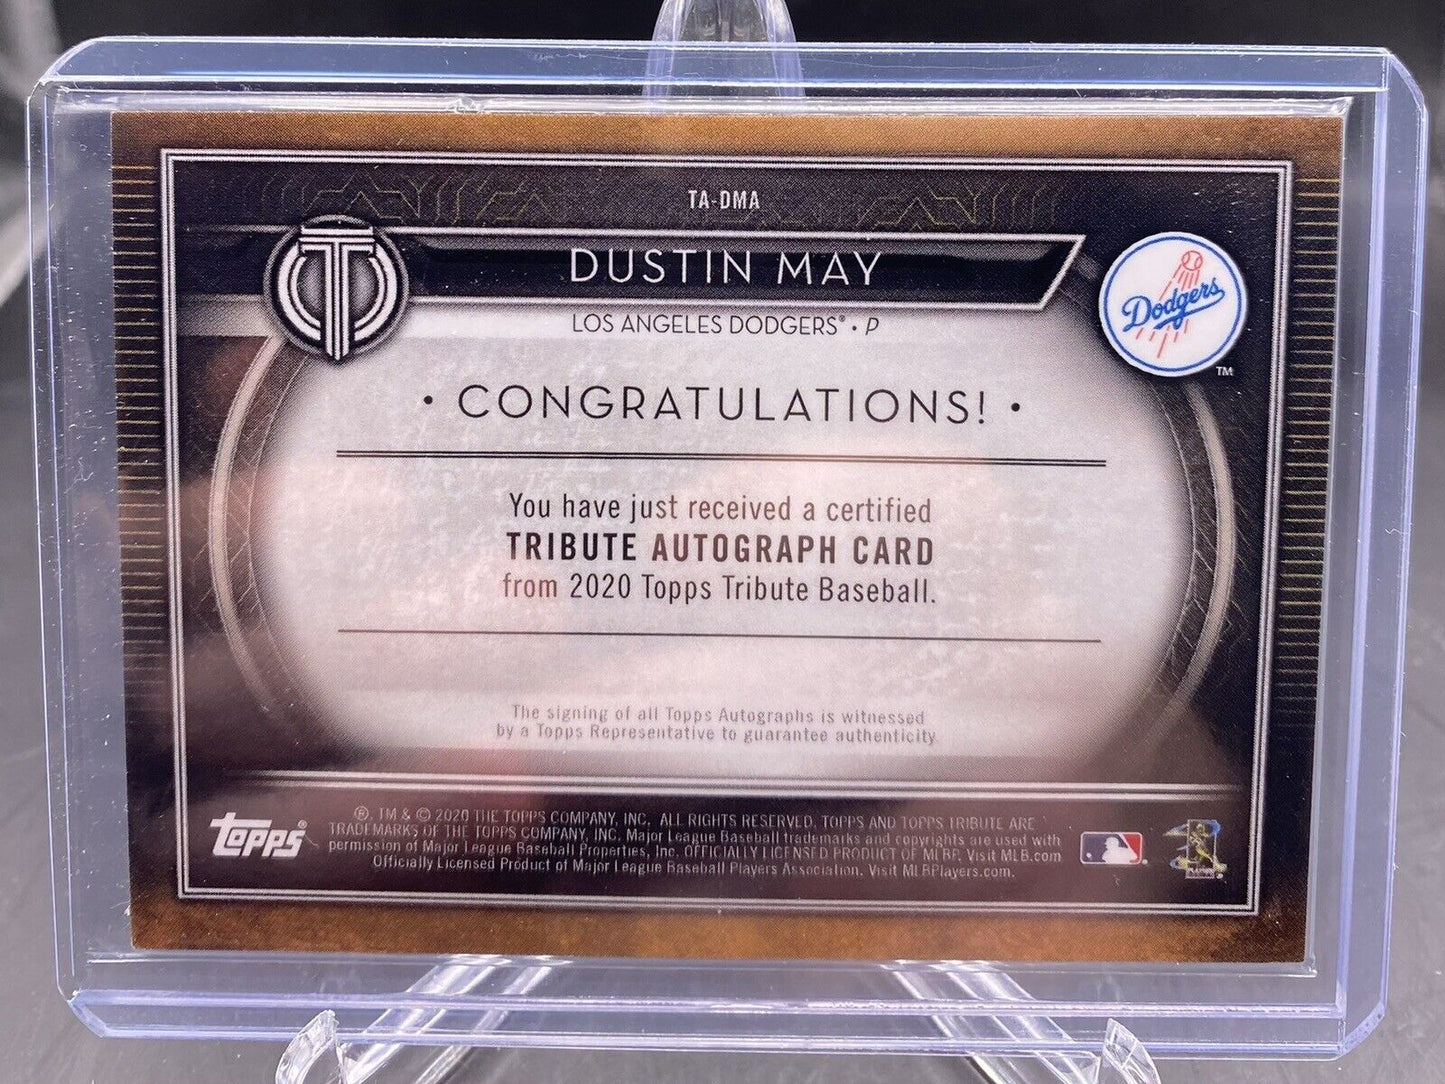 TA-DMA
DUSTIN MAY
LOS ANGELES DODGERS® • P
Dodgers
TM
• CONGRATULATIONS! •
You have just received a certified
TRIBUTE AUTOGRAPH CARD
from 2020 Topps Tribute Baseball.
The signing of all Topps Autographs is witnessed
by a Topps Representative to guarantee authenticity.
Topps®
®, TM & © 2020 THE TOPPS COMPANY, INC. ALL RIGHTS RESERVED. TOPPS AND TOPPS TRIBUTE ARE
TRADEMARKS OF THE TOPPS COMPANY, INC. Major League Baseball trademarks and copyrights are used with
permission of Major League Baseball Properties, Inc. OFFICIALLY LICENSED PRODUCT OF MLBP. Visit MLB.com
Officially Licensed Product of Major League Baseball Players Association. Visit MLBPlayers.com.